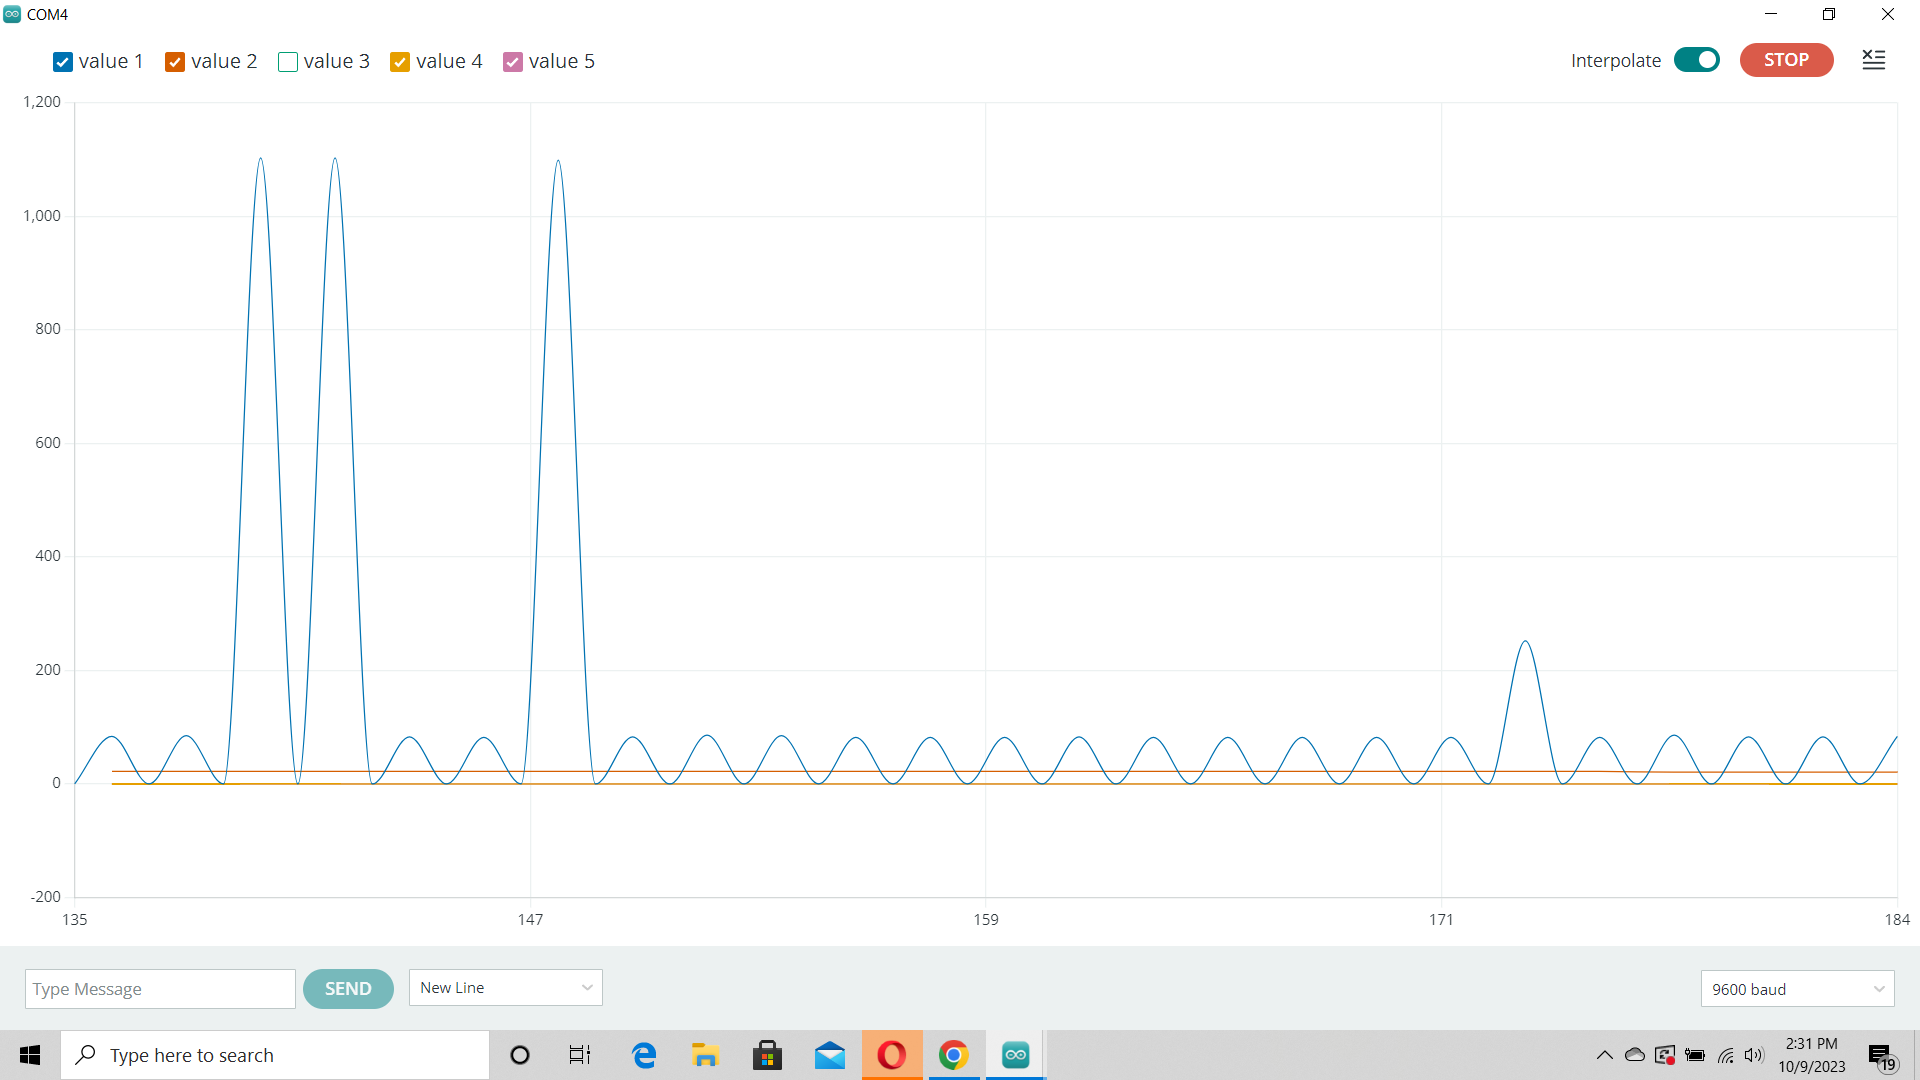 COM4
value 1 value 2 value 3 value 4 value 5 Interpolate STOP
1,200
1,000
800
600
400
200
0
-200
135 147 159 171 184
Type Message SEND New Line 9600 baud
Type here to search
2:31 PM
10/9/2023
19